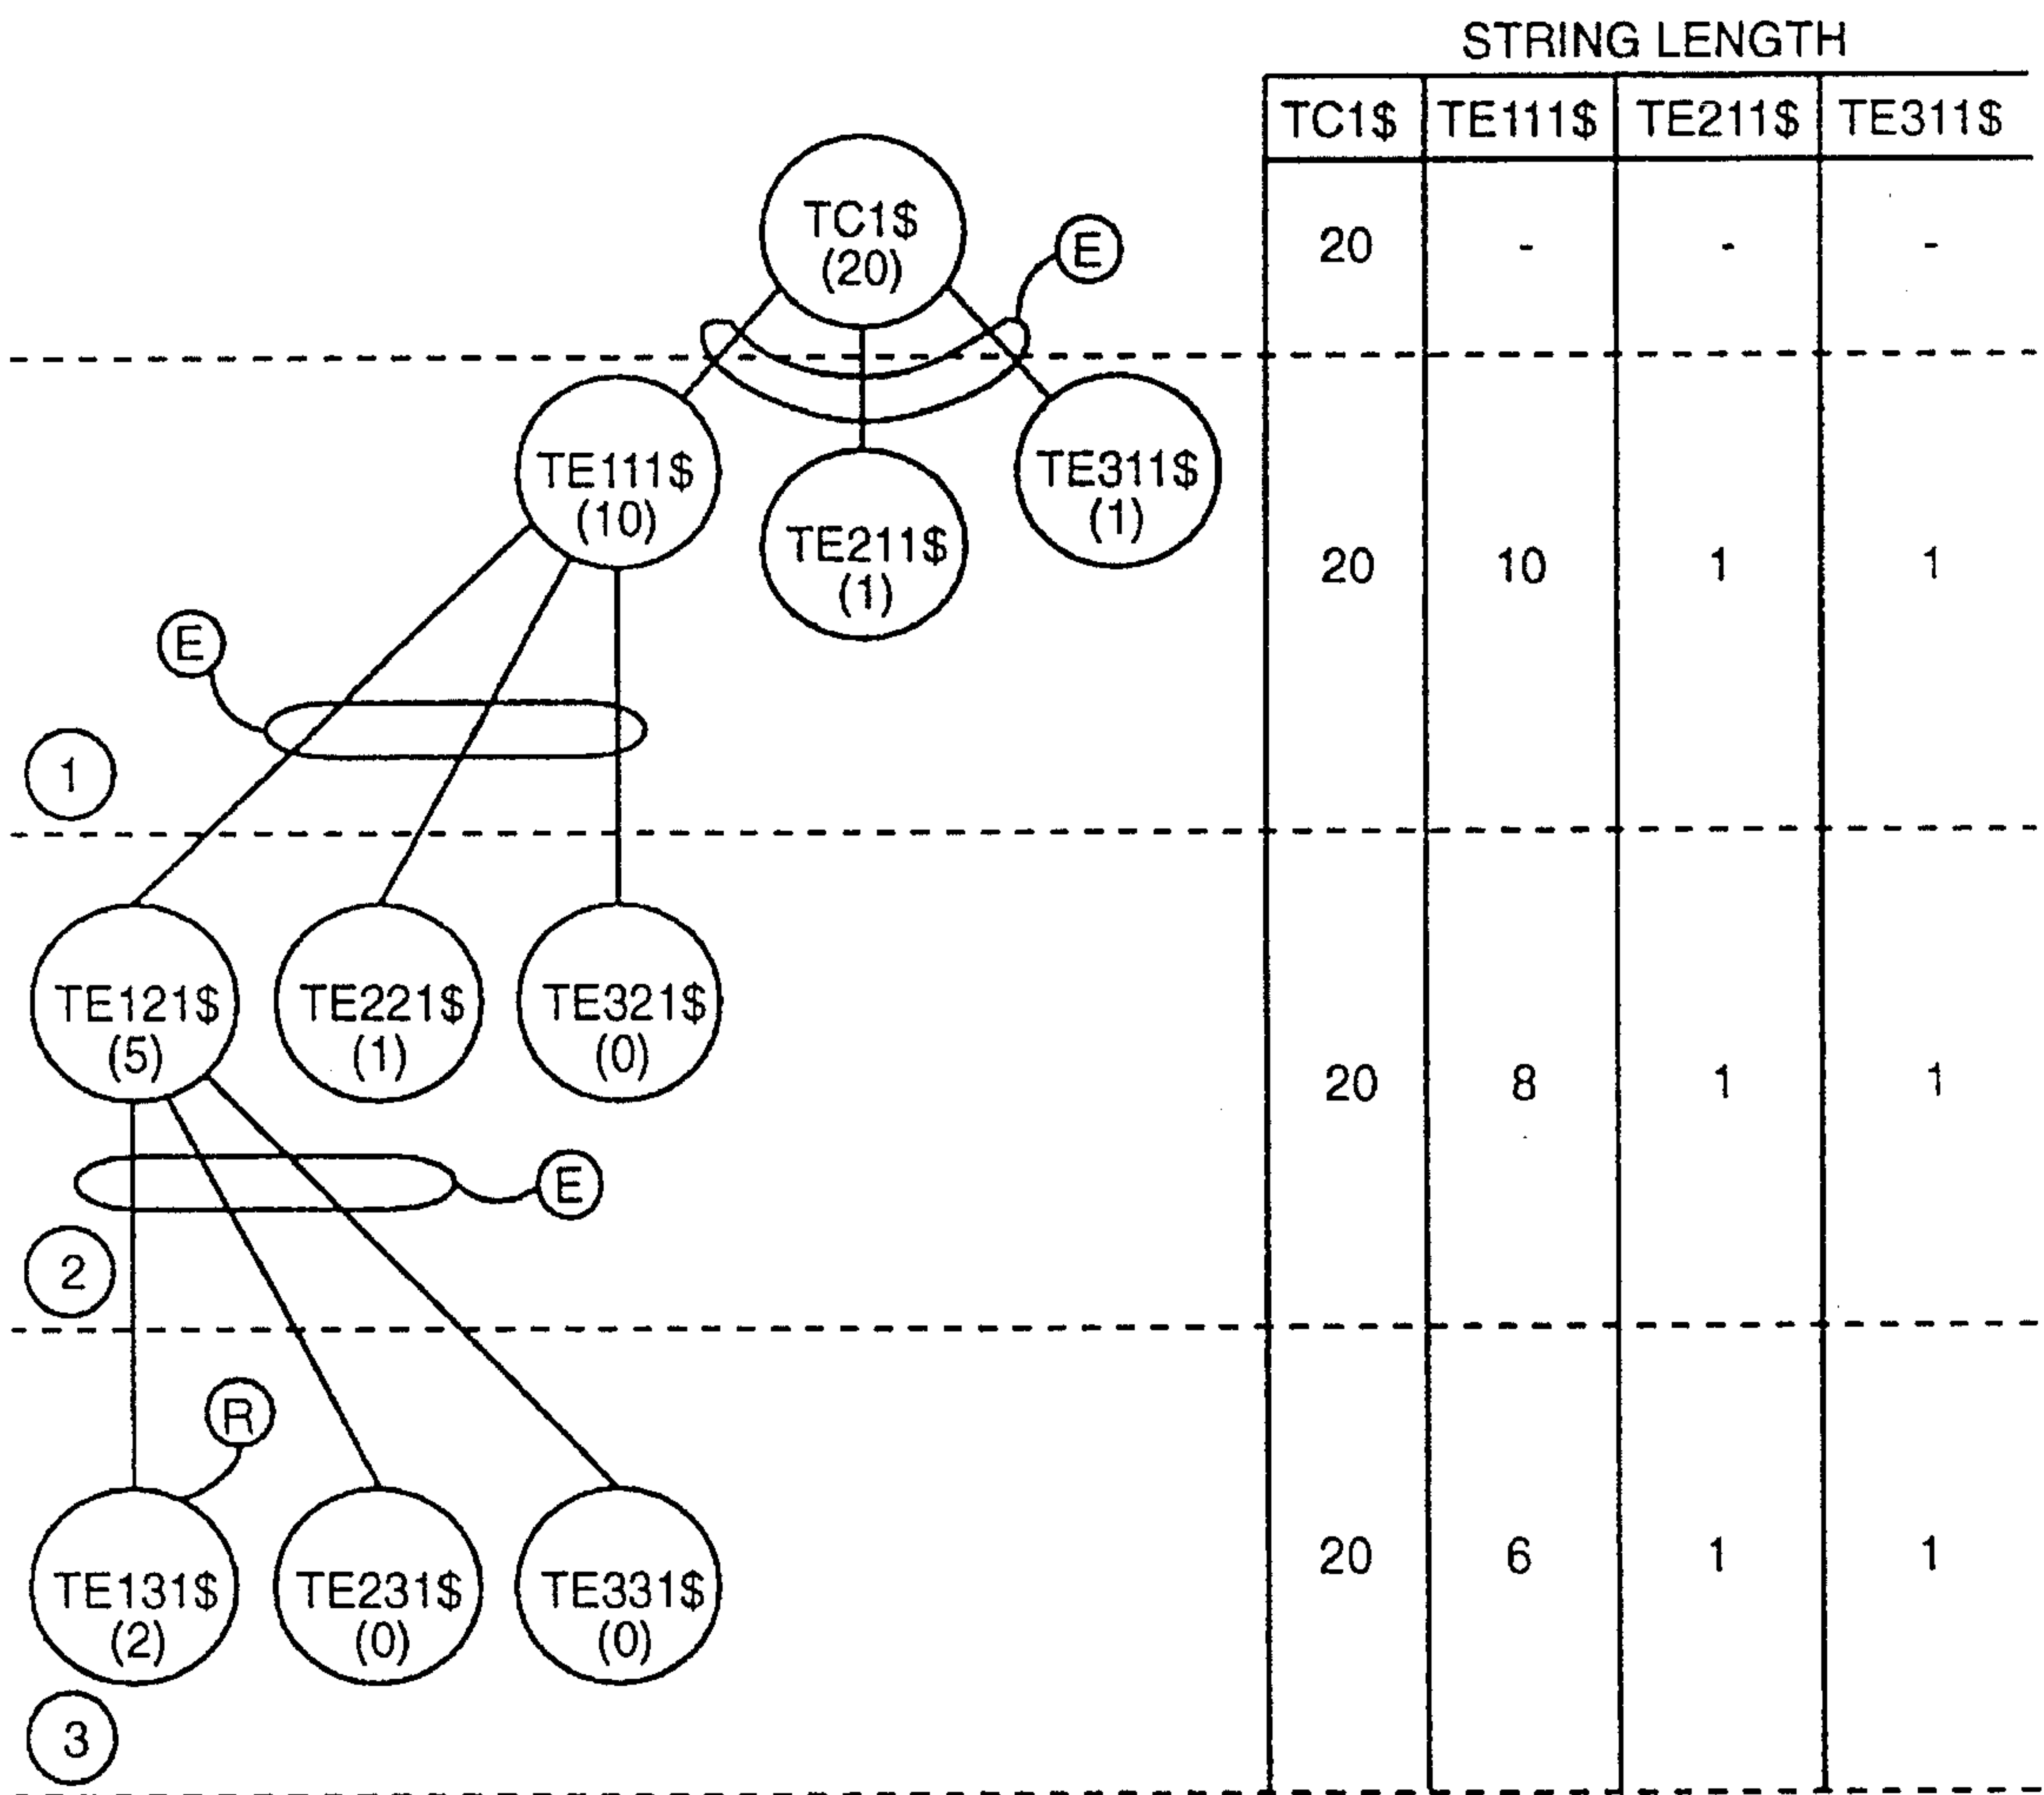 STRING LENGTH
TC1$ TE111$ TE211$ TE311$
TC1$
(20)
E
20 - - -
TE111$
(10)
TE211$
(1)
TE311$
(1)
20 10 1 1
E
1
TE121$
(5)
TE221$
(1)
TE321$
(0)
20 8 1 1
E
2
R
TE131$
(2)
TE231$
(0)
TE331$
(0)
20 6 1 1
3